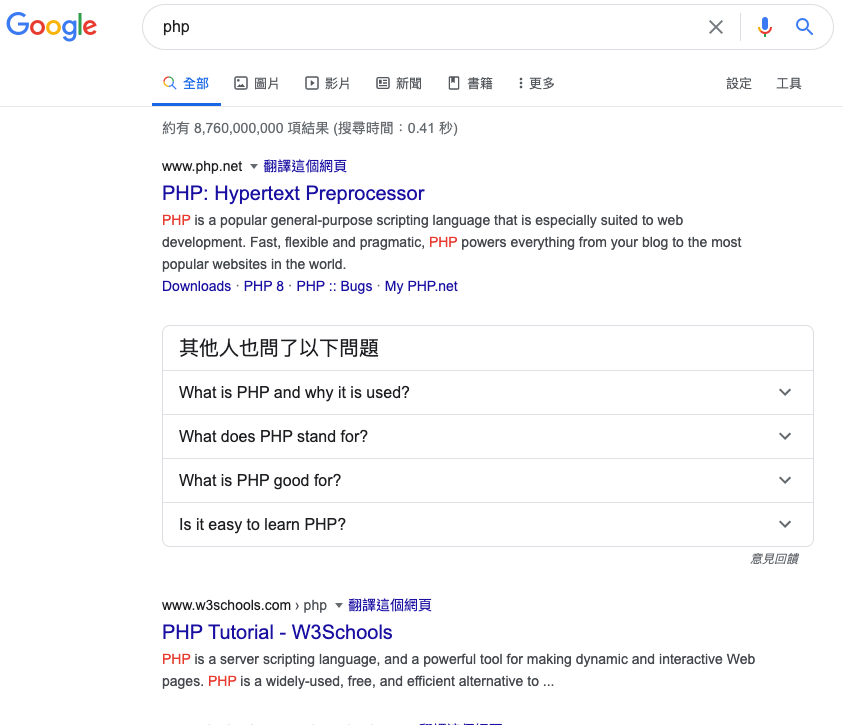 Google
php
全部 圖片 影片 新聞 書籍 更多 設定 工具
約有 8,760,000,000 項結果 (搜尋時間：0.41 秒)
www.php.net 翻譯這個網頁
PHP: Hypertext Preprocessor
PHP is a popular general-purpose scripting language that is especially suited to web
development. Fast, flexible and pragmatic, PHP powers everything from your blog to the most
popular websites in the world.
Downloads · PHP 8 · PHP :: Bugs · My PHP.net
其他人也問了以下問題
What is PHP and why it is used?
What does PHP stand for?
What is PHP good for?
Is it easy to learn PHP?
意見回饋
www.w3schools.com › php 翻譯這個網頁
PHP Tutorial - W3Schools
PHP is a server scripting language, and a powerful tool for making dynamic and interactive Web
pages. PHP is a widely-used, free, and efficient alternative to ...